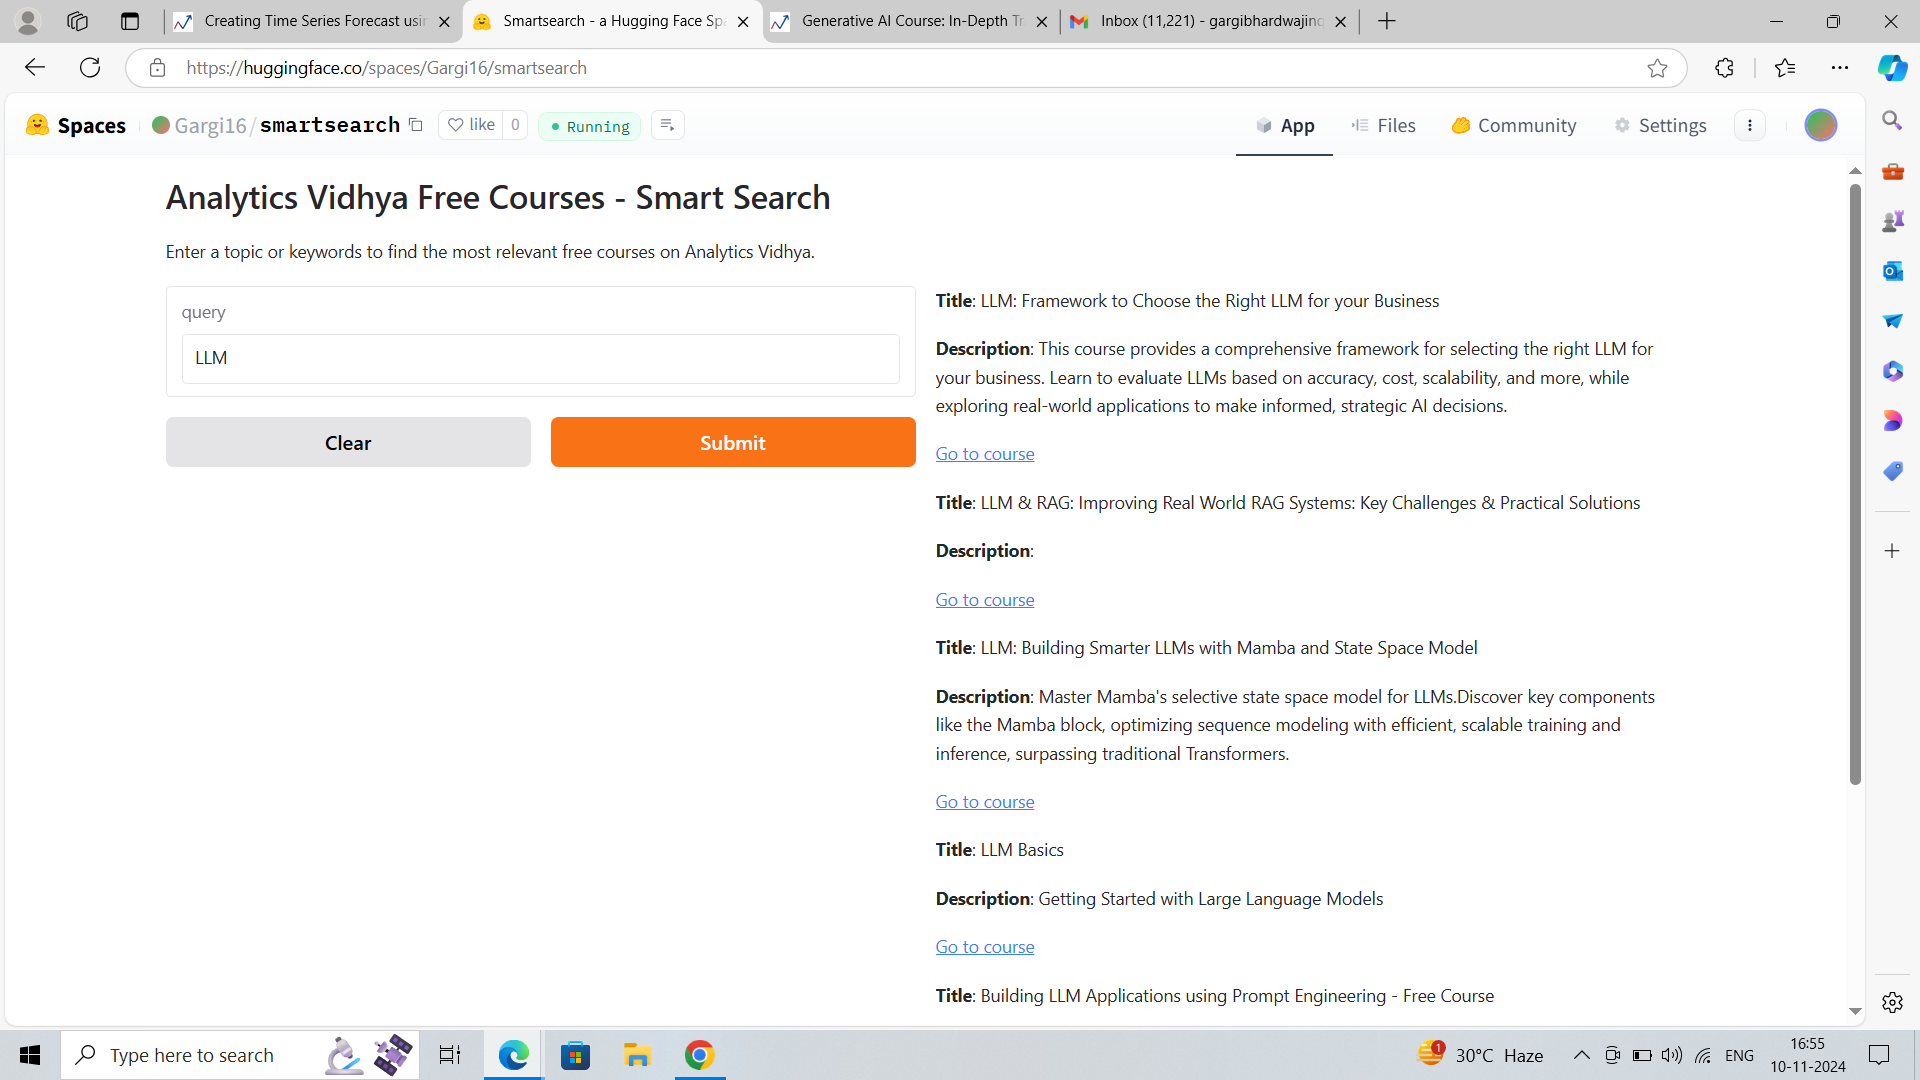 Creating Time Series Forecast usin
Smartsearch - a Hugging Face Spa
Generative AI Course: In-Depth Tr
Inbox (11,221) - gargibhardwajinc
https://huggingface.co/spaces/Gargi16/smartsearch
Spaces Gargi16/smartsearch like 0 Running App Files Community Settings
Analytics Vidhya Free Courses - Smart Search
Enter a topic or keywords to find the most relevant free courses on Analytics Vidhya.
query
LLM
Clear Submit
Title: LLM: Framework to Choose the Right LLM for your Business
Description: This course provides a comprehensive framework for selecting the right LLM for
your business. Learn to evaluate LLMs based on accuracy, cost, scalability, and more, while
exploring real-world applications to make informed, strategic AI decisions.
Go to course
Title: LLM & RAG: Improving Real World RAG Systems: Key Challenges & Practical Solutions
Description:
Go to course
Title: LLM: Building Smarter LLMs with Mamba and State Space Model
Description: Master Mamba's selective state space model for LLMs.Discover key components
like the Mamba block, optimizing sequence modeling with efficient, scalable training and
inference, surpassing traditional Transformers.
Go to course
Title: LLM Basics
Description: Getting Started with Large Language Models
Go to course
Title: Building LLM Applications using Prompt Engineering - Free Course
Type here to search
1
30°C Haze
ENG
16:55
10-11-2024